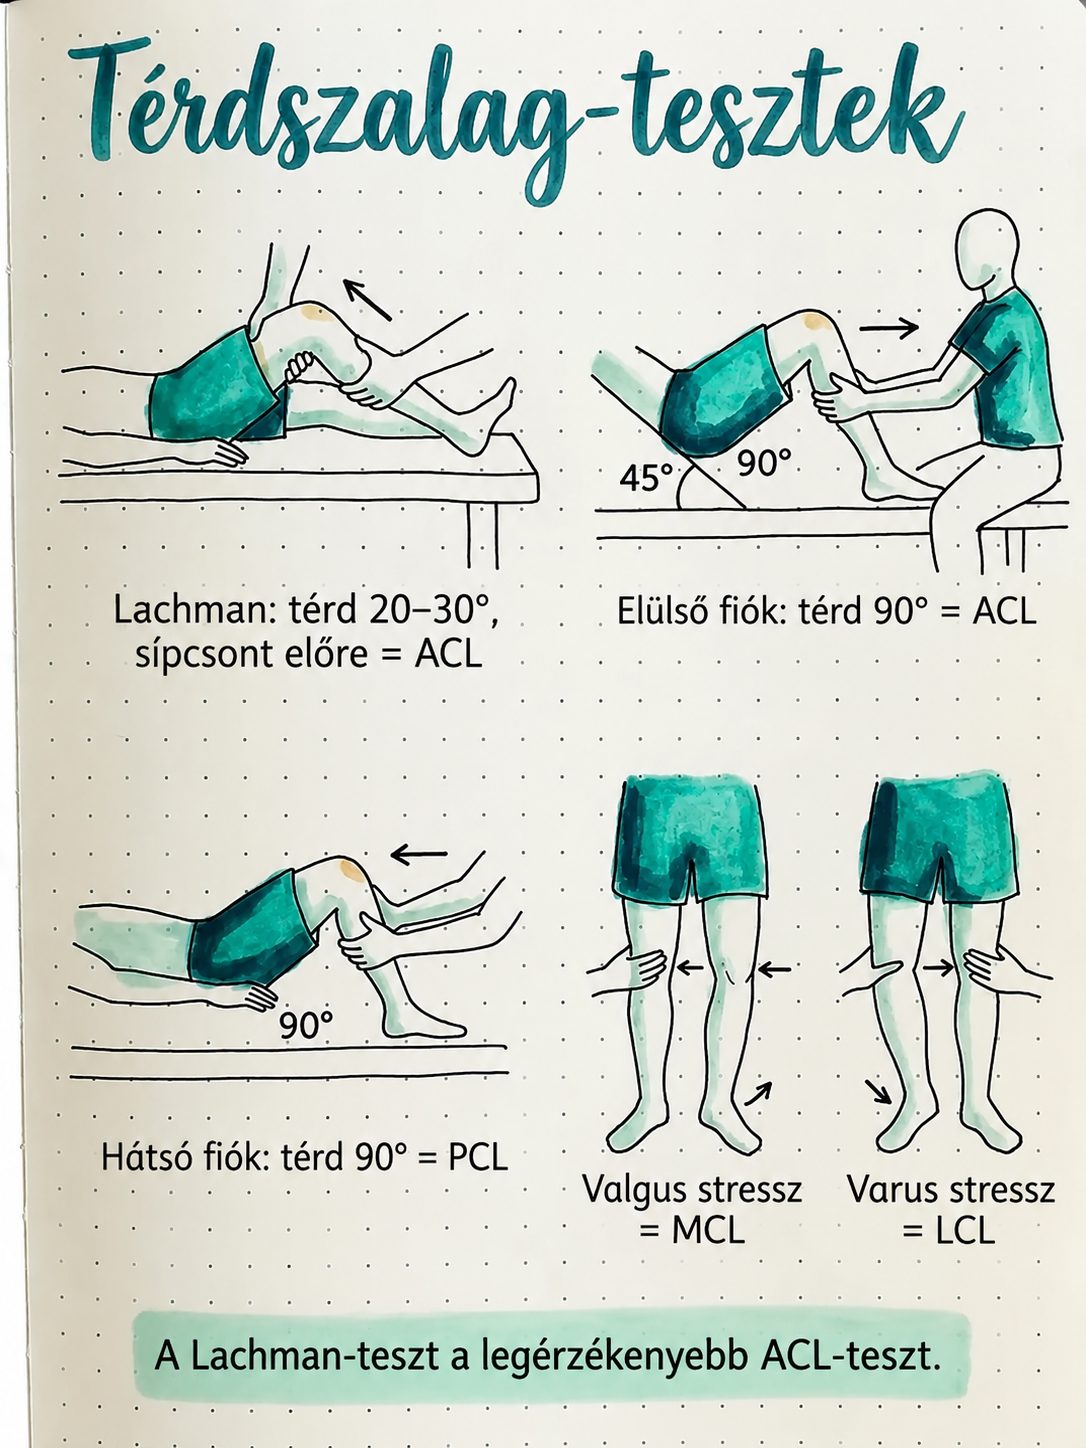 Térdszalag-tesztek
45°
90°
Lachman: térd 20–30°,
sípcsont előre = ACL
Elülső fiók: térd 90° = ACL
90°
Hátsó fiók: térd 90° = PCL
Valgus stressz
= MCL
Varus stressz
= LCL
A Lachman-teszt a legérzékenyebb ACL-teszt.